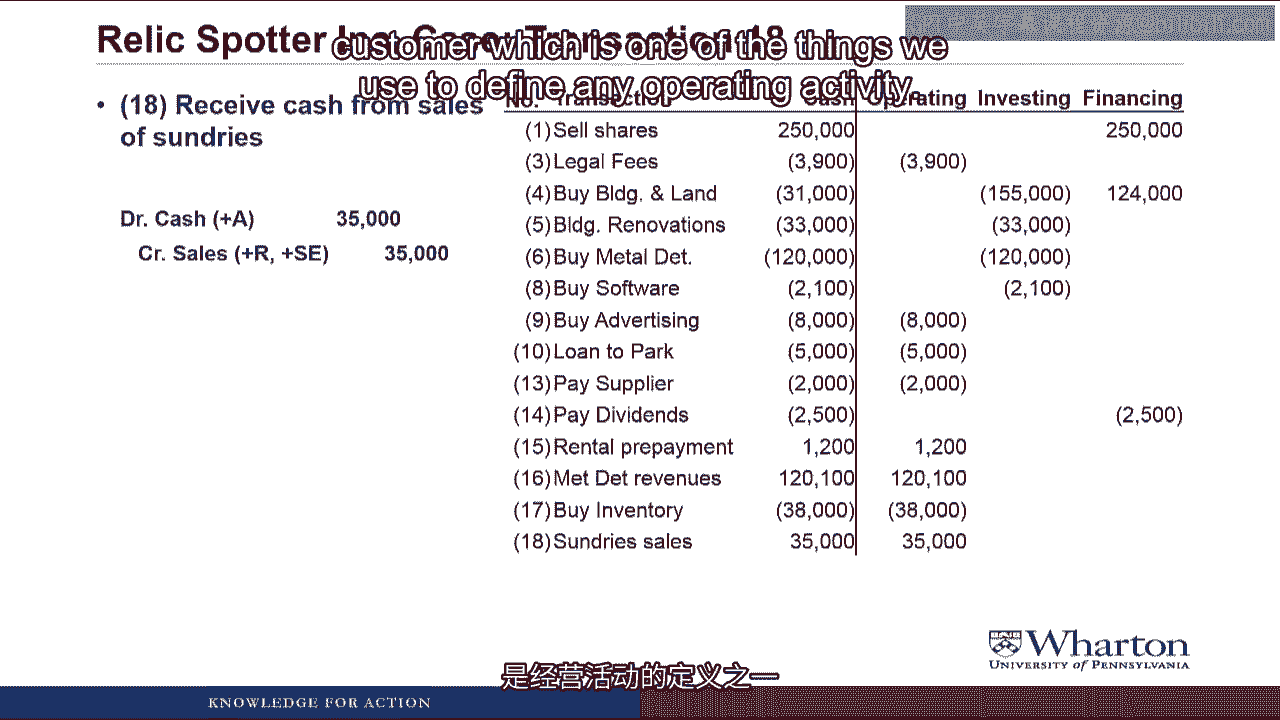 Relic Spotter Inc. Case: Transaction 18
customer which is one of the things we
use to define any operating activity.
• (18) Receive cash from sales
of sundries
Dr. Cash (+A) 35,000
Cr. Sales (+R, +SE) 35,000
No. Transaction Cash Operating Investing Financing
(1) Sell shares 250,000 250,000
(3) Legal Fees (3,900) (3,900)
(4) Buy Bldg. & Land (31,000) (155,000) 124,000
(5) Bldg. Renovations (33,000) (33,000)
(6) Buy Metal Det. (120,000) (120,000)
(8) Buy Software (2,100) (2,100)
(9) Buy Advertising (8,000) (8,000)
(10) Loan to Park (5,000) (5,000)
(13) Pay Supplier (2,000) (2,000)
(14) Pay Dividends (2,500) (2,500)
(15) Rental prepayment 1,200 1,200
(16) Met Det revenues 120,100 120,100
(17) Buy Inventory (38,000) (38,000)
(18) Sundries sales 35,000 35,000
Wharton
UNIVERSITY of PENNSYLVANIA
是经营活动的定义之一
KNOWLEDGE FOR ACTION